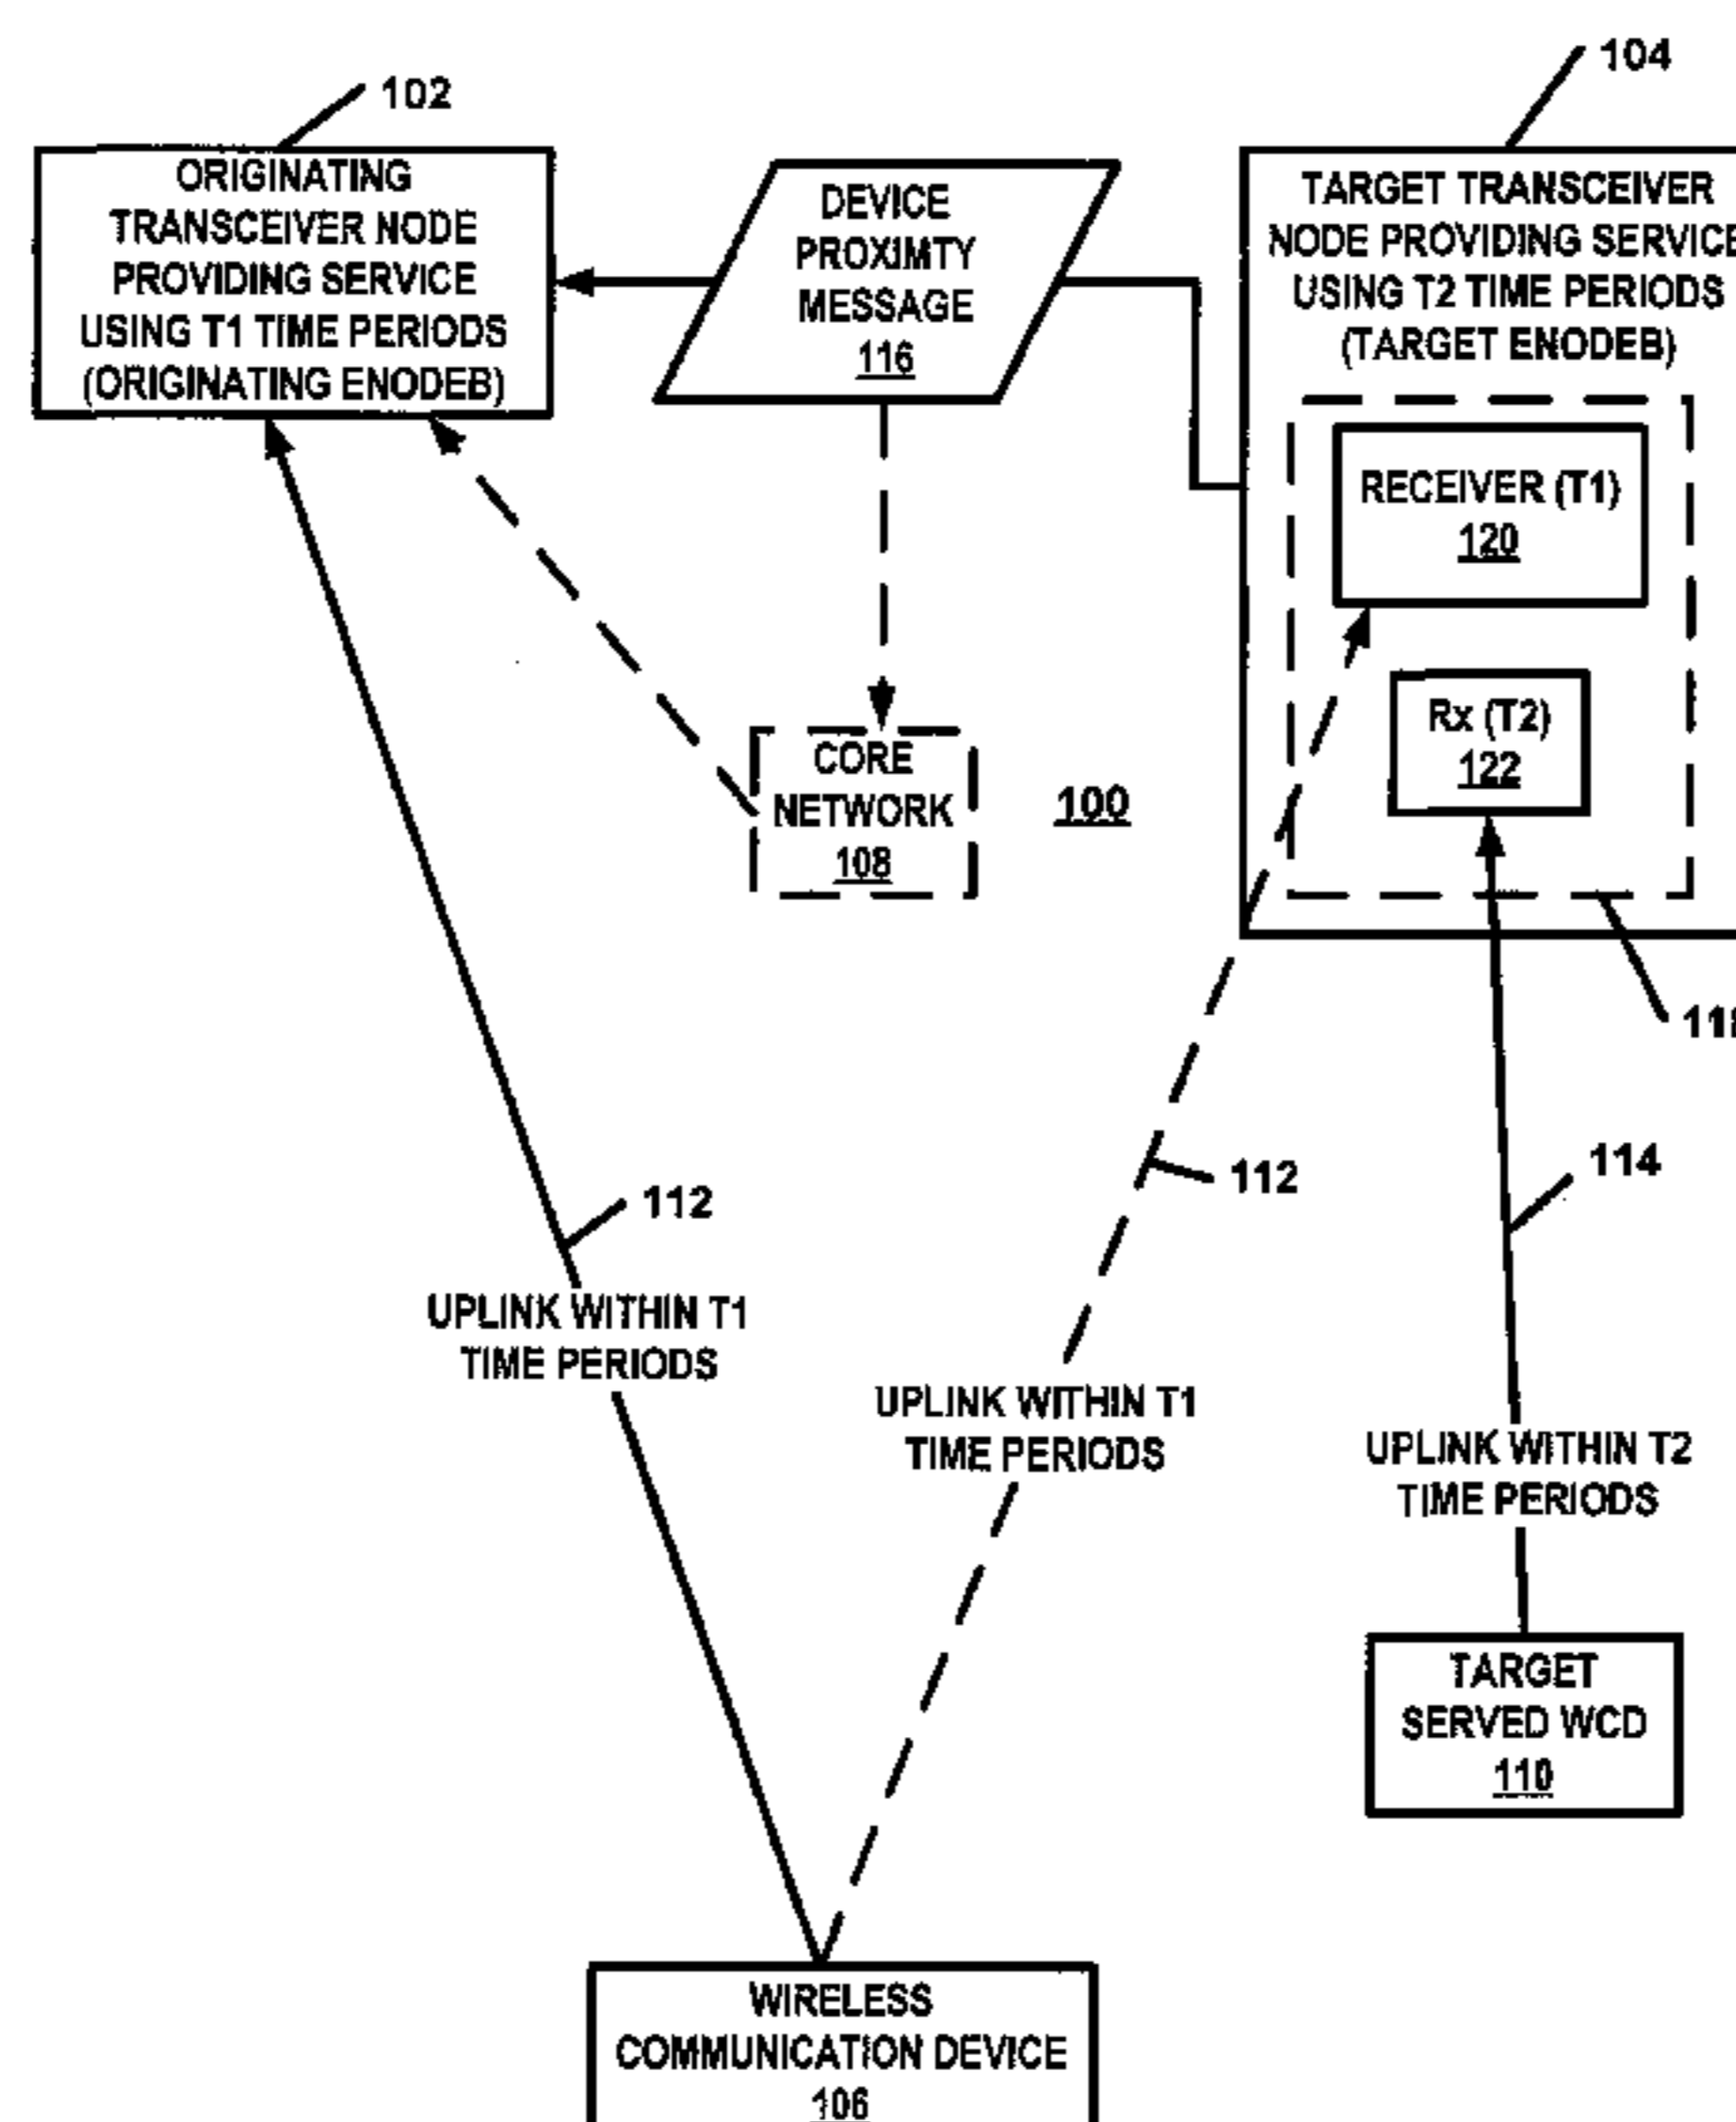 102
104
ORIGINATING
TRANSCEIVER NODE
PROVIDING SERVICE
USING T1 TIME PERIODS
(ORIGINATING ENODEB)
DEVICE
PROXIMTY
MESSAGE
116
TARGET TRANSCEIVER
NODE PROVIDING SERVICE
USING T2 TIME PERIODS
(TARGET ENODEB)
RECEIVER (T1)
120
Rx (T2)
122
CORE
NETWORK
108
100
112
112
114
UPLINK WITHIN T1
TIME PERIODS
UPLINK WITHIN T1
TIME PERIODS
UPLINK WITHIN T2
TIME PERIODS
TARGET
SERVED WCD
110
WIRELESS
COMMUNICATION DEVICE
106